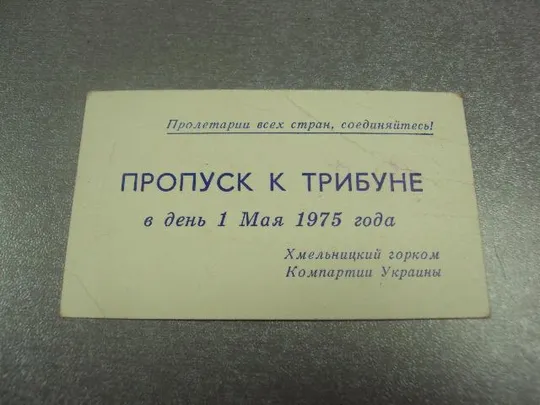 Пролетарии всех стран, соединяйтесь!
ПРОПУСК К ТРИБУНЕ
в день 1 Мая 1975 года
Хмельницкий горком
Компартии Украины